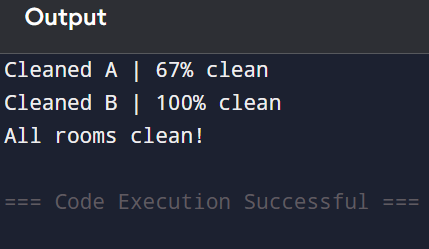 Output
Cleaned A | 67% clean
Cleaned B | 100% clean
All rooms clean!
=== Code Execution Successful ===